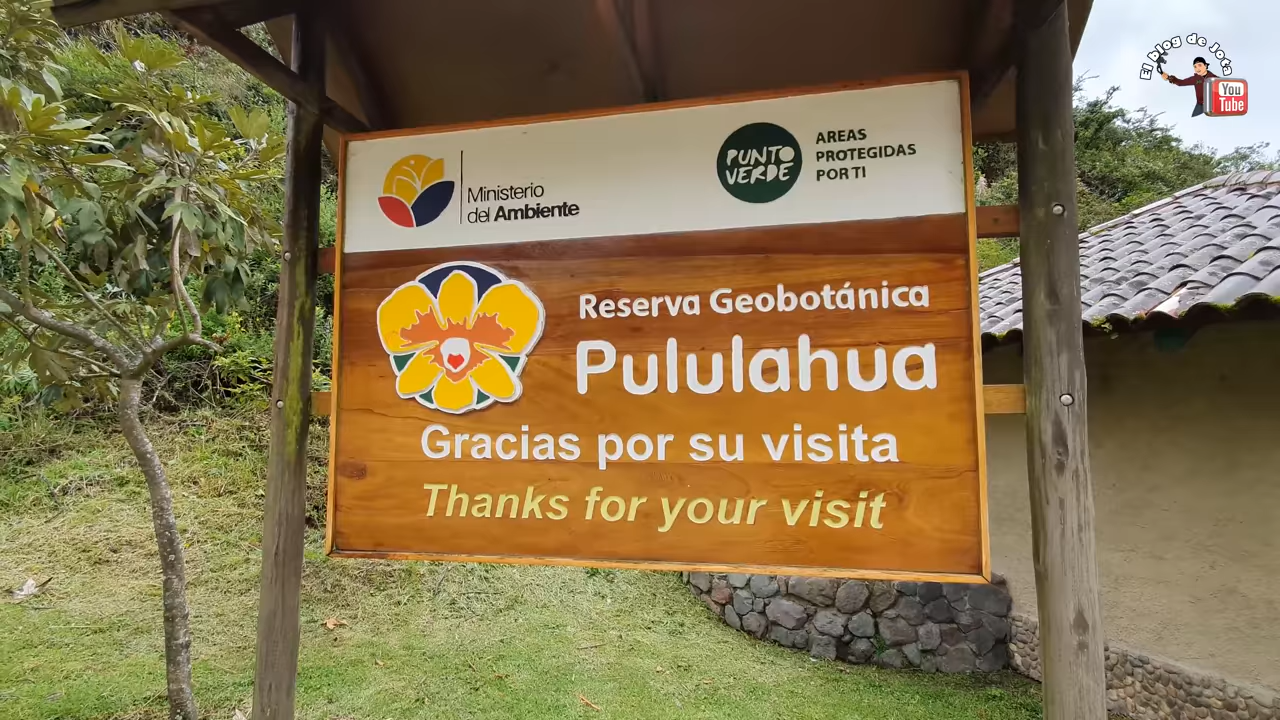 El blog de Jota
You
Tube
Ministerio
del Ambiente
PUNTO
VERDE
AREAS
PROTEGIDAS
POR TI
Reserva Geobotánica
Pululahua
Gracias por su visita
Thanks for your visit